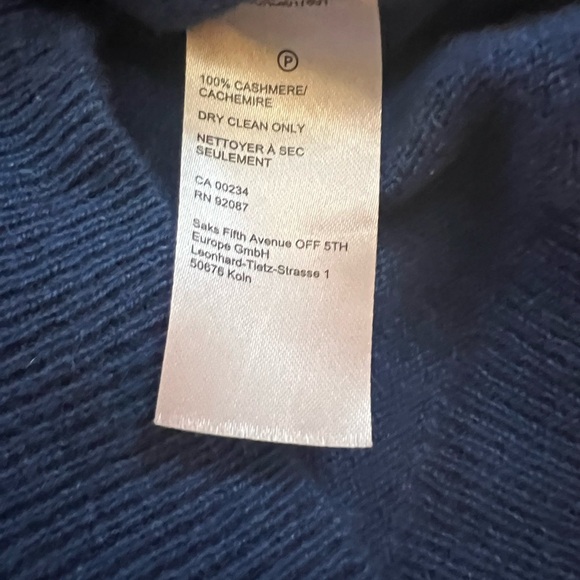 P
100% CASHMERE/
CACHEMIRE
DRY CLEAN ONLY
NETTOYER À SEC
SEULEMENT
CA 00234
RN 92087
Saks Fifth Avenue OFF 5TH
Europe GmbH
Leonhard-Tietz-Strasse 1
50676 Koln